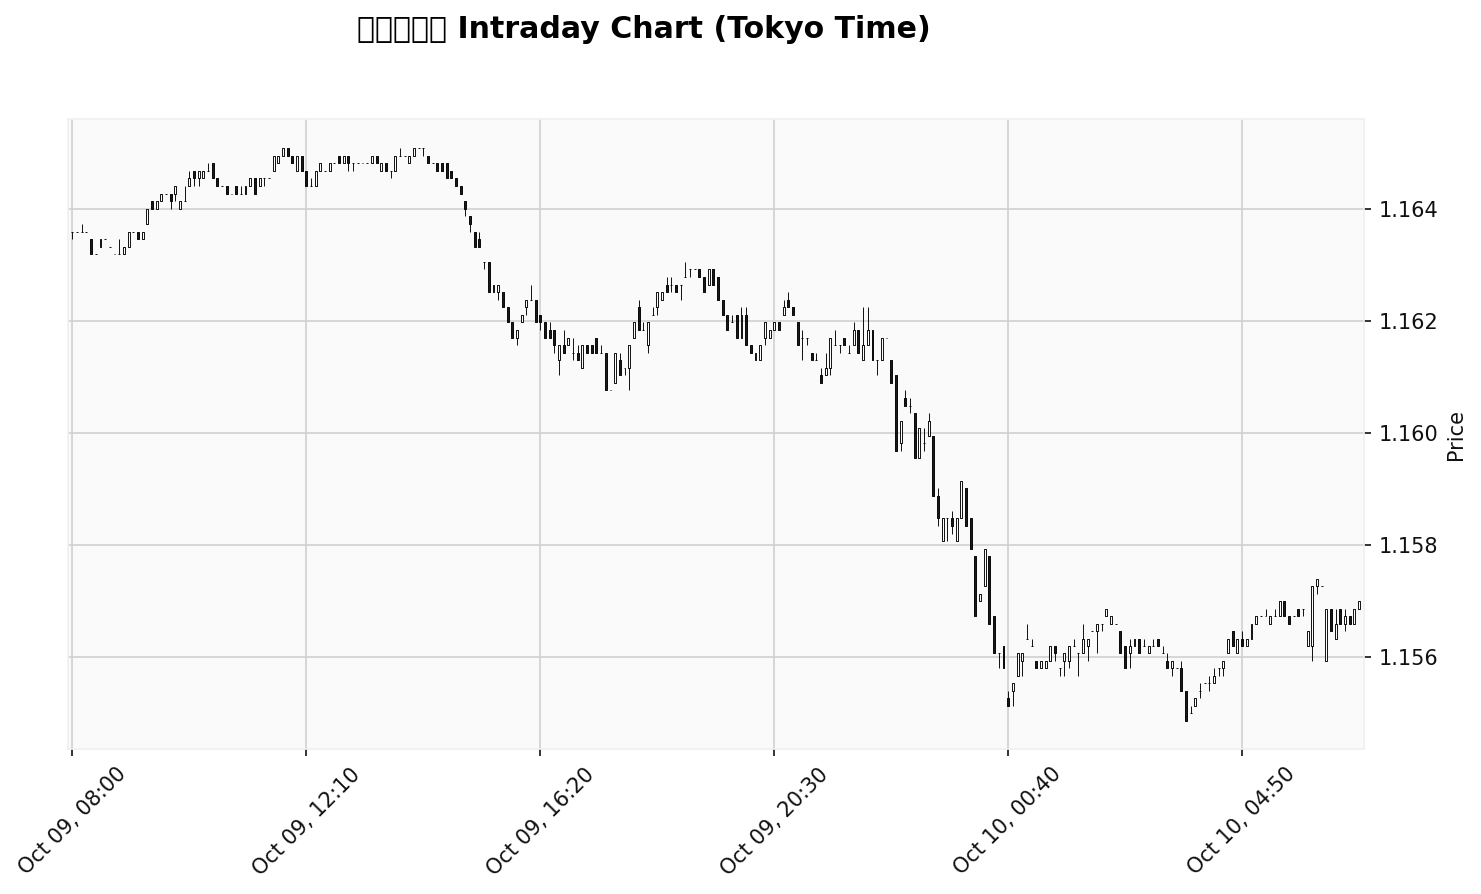 Intraday Chart (Tokyo Time)
1.164
1.162
1.160
1.158
1.156
Price
Oct 09, 08:00
Oct 09, 12:10
Oct 09, 16:20
Oct 09, 20:30
Oct 10, 00:40
Oct 10, 04:50